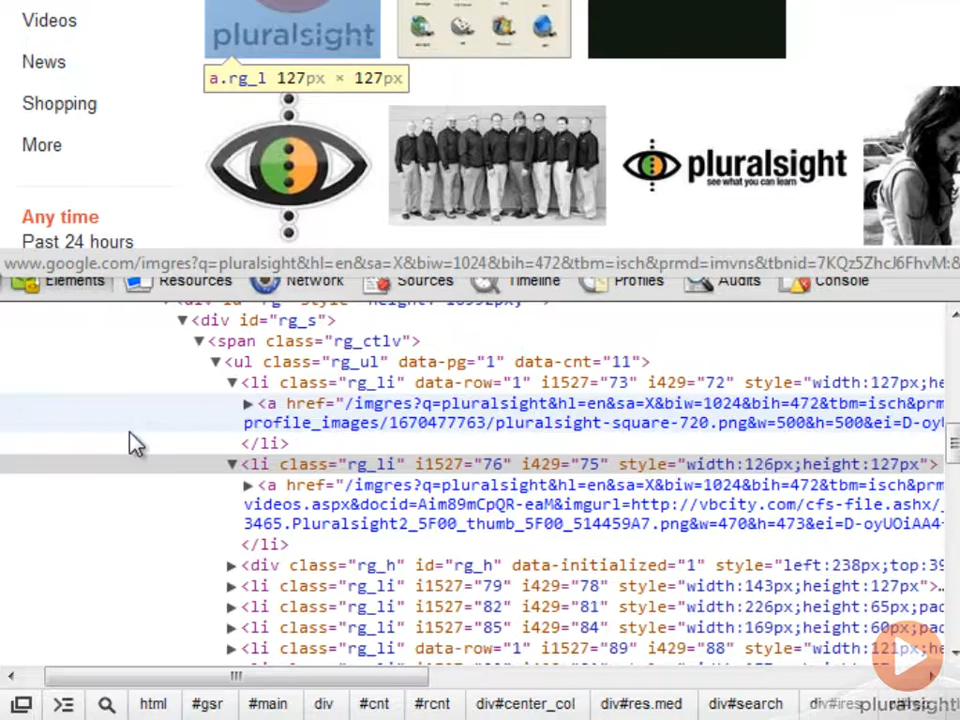 Videos
News
Shopping
More
Any time
Past 24 hours
pluralsight
a.rg_l 127px × 127px
pluralsight
see what you can learn
www.google.com/imgres?q=pluralsight&hl=en&sa=X&biw=1024&bih=472&tbm=isch&prmd=imvns&tbnid=7KQz5ZhcJ6FhvM:&
Elements Resources Network Sources Timeline Profiles Audits Console
▼<div id="rg_s">
▼<span class="rg_ctlv">
▼<ul class="rg_ul" data-pg="1" data-cnt="11">
▼<li class="rg_li" data-row="1" i1527="73" i429="72" style="width:127px;he
▶<a href="/imgres?q=pluralsight&hl=en&sa=X&biw=1024&bih=472&tbm=isch&prm
profile_images/1670477763/pluralsight-square-720.png&w=500&h=500&ei=D-oyU
</li>
▼<li class="rg_li" i1527="76" i429="75" style="width:126px;height:127px">
▶<a href="/imgres?q=pluralsight&hl=en&sa=X&biw=1024&bih=472&tbm=isch&prm
videos.aspx&docid=Aim89mCpQR-eaM&imgurl=http://vbcity.com/cfs-file.ashx/
3465.Pluralsight2_5F00_thumb_5F00_514459A7.png&w=470&h=473&ei=D-oyUOiAA4
</li>
▶<div class="rg_h" id="rg_h" data-initialized="1" style="left:238px;top:39
▶<li class="rg_li" i1527="79" i429="78" style="width:143px;height:127px">…
▶<li class="rg_li" i1527="82" i429="81" style="width:226px;height:65px;pad
▶<li class="rg_li" i1527="85" i429="84" style="width:169px;height:60px;pad
▶<li class="rg_li" data-row="1" i1527="89" i429="88" style="width:121px;he
html #gsr #main div #cnt #rcnt div#center_col div#res.med div#search div#ires
pluralsight